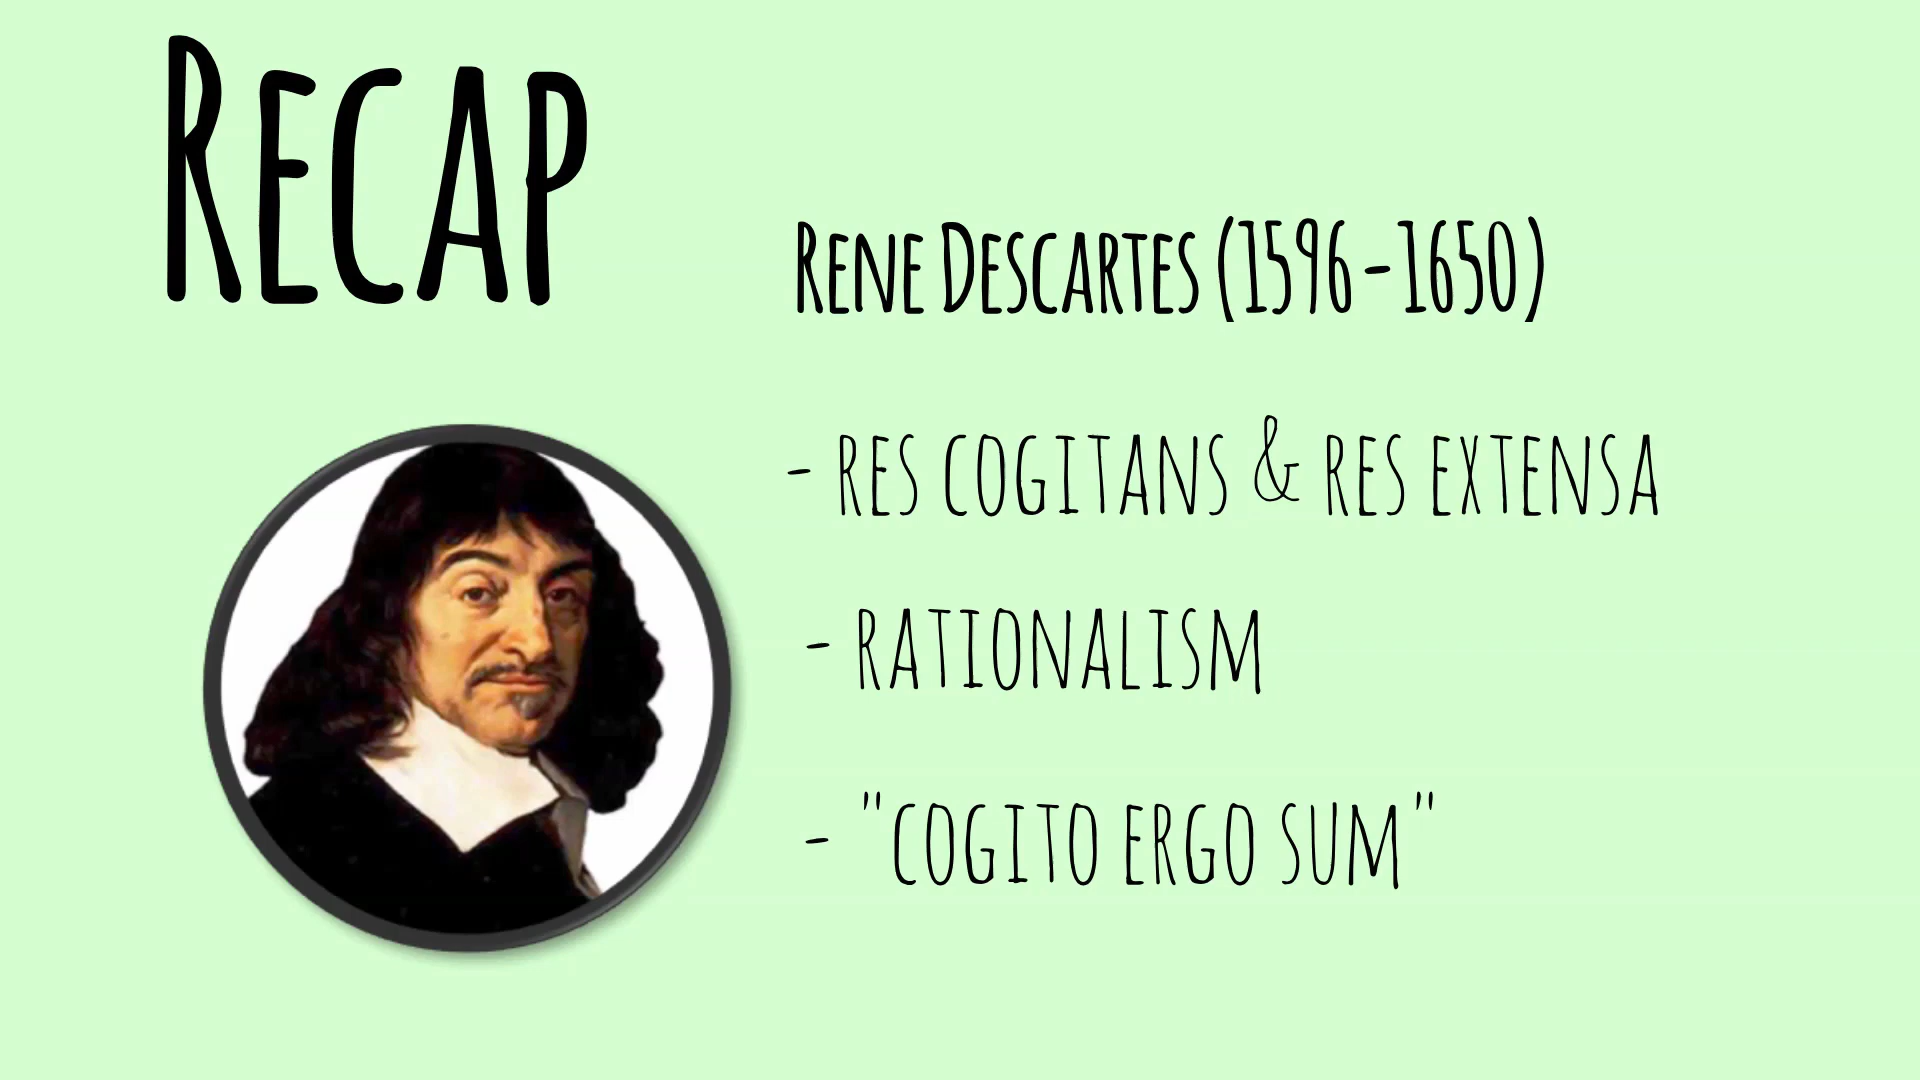 Recap
Rene Descartes (1596-1650)
- res cogitans & res extensa
- rationalism
- "cogito ergo sum"